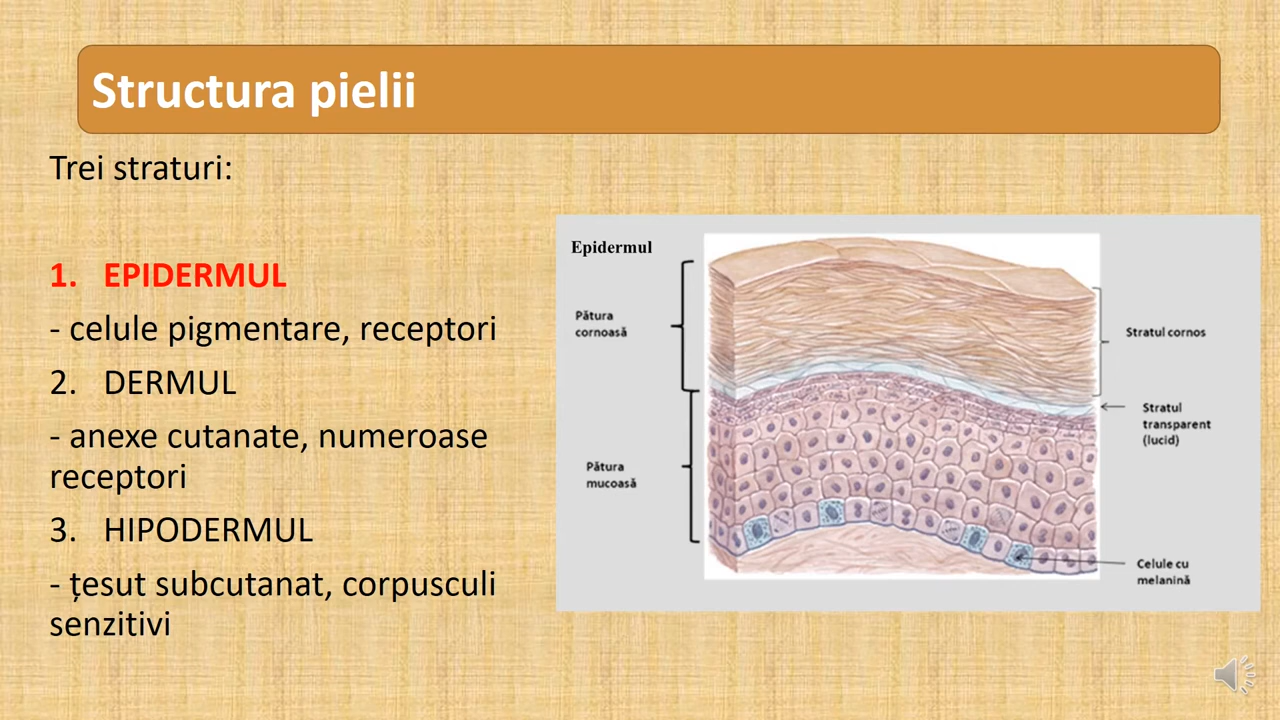 Structura pielii
Trei straturi:
1. EPIDERMUL
- celule pigmentare, receptori
2. DERMUL
- anexe cutanate, numeroase
receptori
3. HIPODERMUL
- țesut subcutanat, corpusculi
senzitivi
Epidermul
Pătura
cornoasă
Pătura
mucoasă
Stratul cornos
Stratul
transparent
(lucid)
Celule cu
melanină